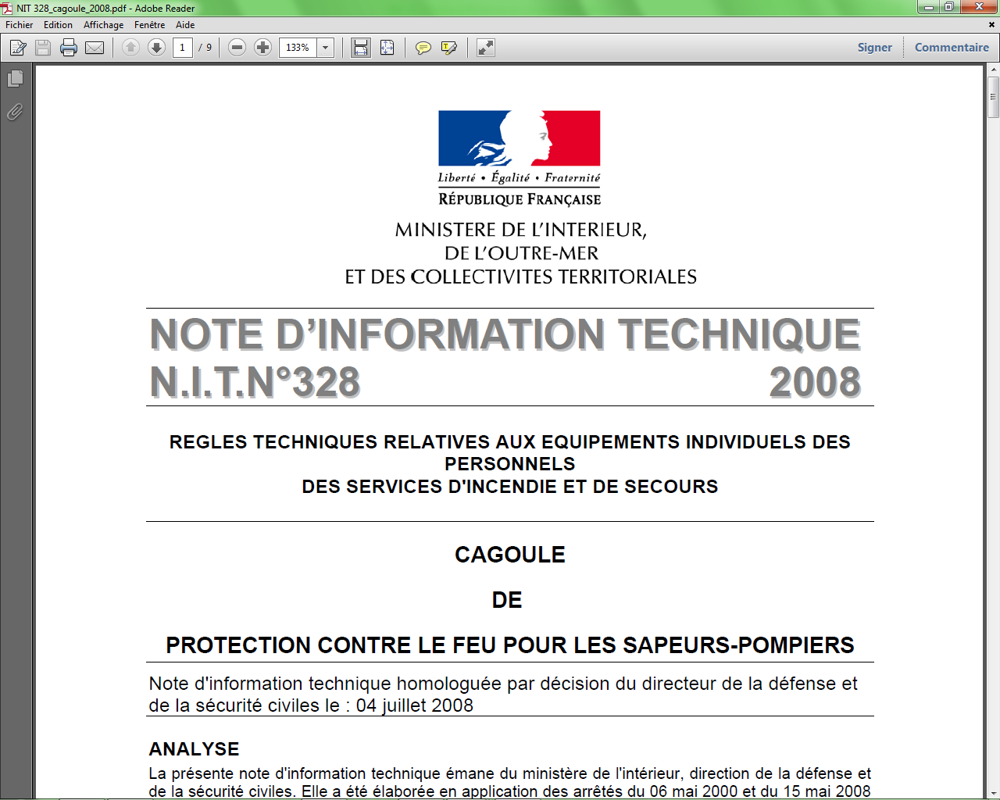 NIT 328_cagoule_2008.pdf - Adobe Reader
Fichier Edition Affichage Fenêtre Aide
1 / 9 133% Signer Commentaire
Liberté • Égalité • Fraternité
RÉPUBLIQUE FRANÇAISE
MINISTERE DE L’INTERIEUR,
DE L’OUTRE-MER
ET DES COLLECTIVITES TERRITORIALES
NOTE D’INFORMATION TECHNIQUE
N.I.T.N°328 2008
REGLES TECHNIQUES RELATIVES AUX EQUIPEMENTS INDIVIDUELS DES
PERSONNELS
DES SERVICES D'INCENDIE ET DE SECOURS
CAGOULE
DE
PROTECTION CONTRE LE FEU POUR LES SAPEURS-POMPIERS
Note d'information technique homologuée par décision du directeur de la défense et
de la sécurité civiles le : 04 juillet 2008
ANALYSE
La présente note d'information technique émane du ministère de l'intérieur, direction de la défense et
de la sécurité civiles. Elle a été élaborée en application des arrêtés du 06 mai 2000 et du 15 mai 2008